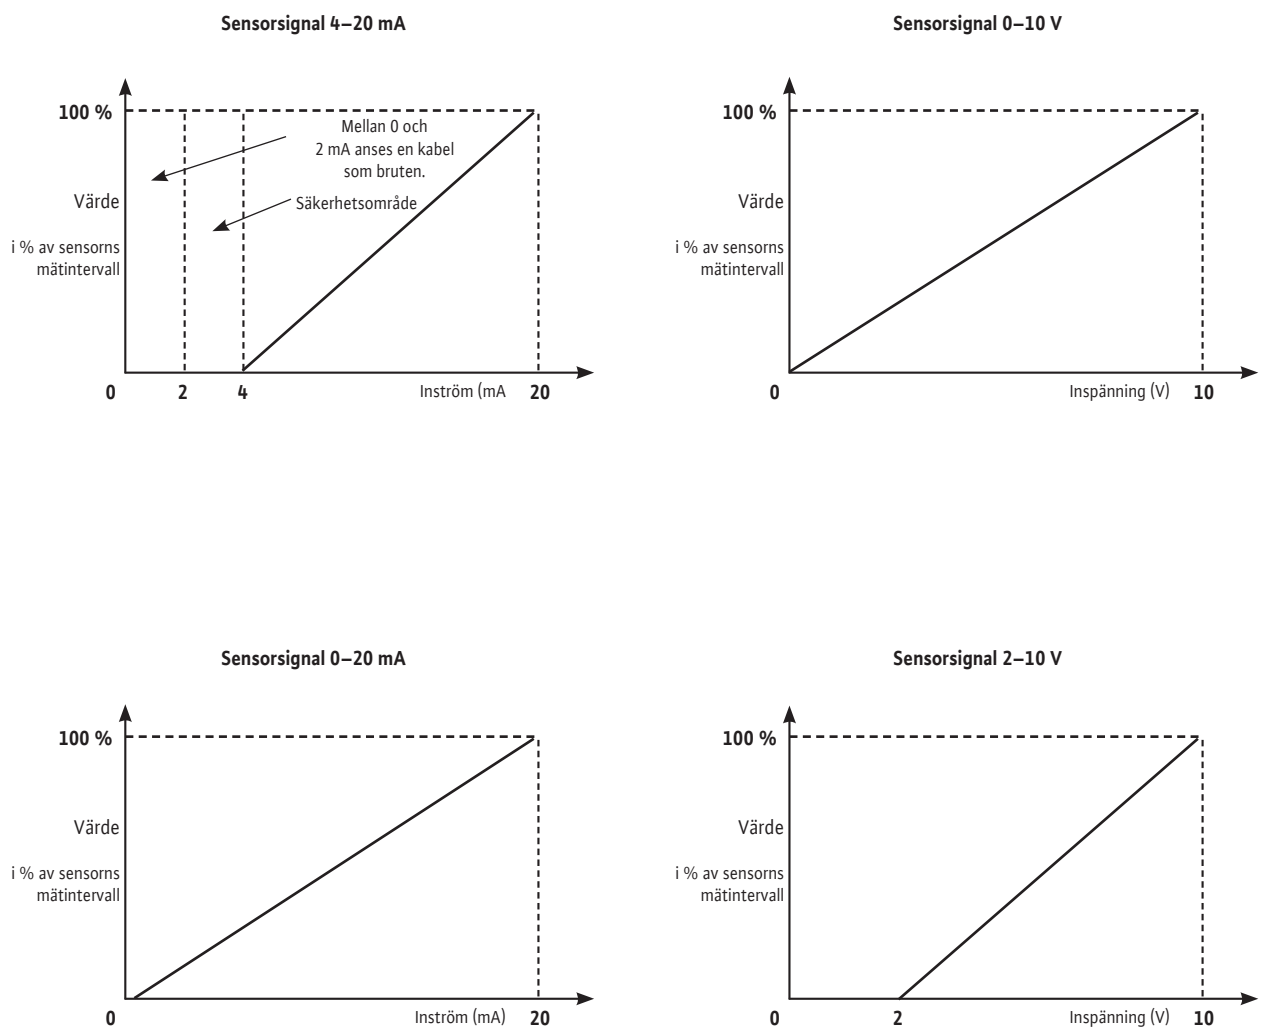 Sensorsignal 4–20 mA
100 %
Mellan 0 och
2 mA anses en kabel
som bruten.
Värde
Säkerhetsområde
i % av sensorns
mätintervall
0
2
4
Inström (mA
20
Sensorsignal 0–10 V
100 %
Värde
i % av sensorns
mätintervall
0
Inspänning (V)
10
Sensorsignal 0–20 mA
100 %
Värde
i % av sensorns
mätintervall
0
Inström (mA)
20
Sensorsignal 2–10 V
100 %
Värde
i % av sensorns
mätintervall
0
2
Inspänning (V)
10